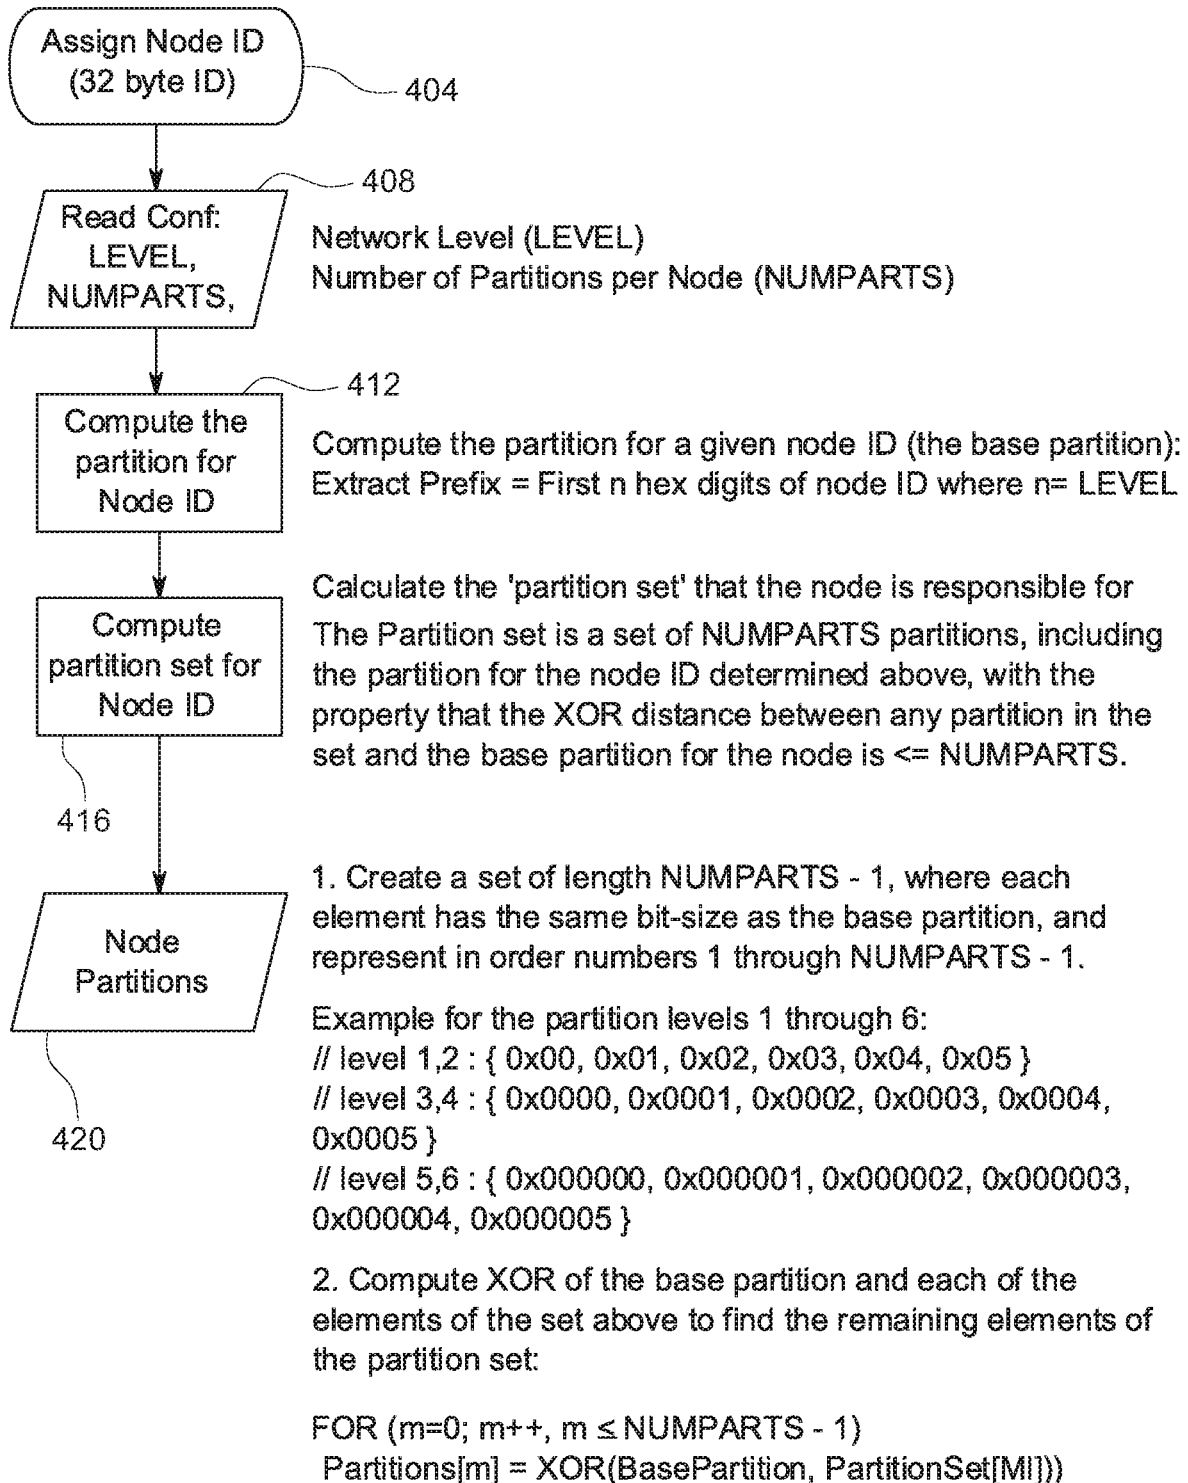 Assign Node ID
(32 byte ID)
404
408
Read Conf:
LEVEL,
NUMPARTS,
Network Level (LEVEL)
Number of Partitions per Node (NUMPARTS)
412
Compute the
partition for
Node ID
Compute the partition for a given node ID (the base partition):
Extract Prefix = First n hex digits of node ID where n= LEVEL
Compute
partition set for
Node ID
416
Calculate the 'partition set' that the node is responsible for
The Partition set is a set of NUMPARTS partitions, including
the partition for the node ID determined above, with the
property that the XOR distance between any partition in the
set and the base partition for the node is <= NUMPARTS.
Node
Partitions
420
1. Create a set of length NUMPARTS - 1, where each
element has the same bit-size as the base partition, and
represent in order numbers 1 through NUMPARTS - 1.
Example for the partition levels 1 through 6:
// level 1,2 : { 0x00, 0x01, 0x02, 0x03, 0x04, 0x05 }
// level 3,4 : { 0x0000, 0x0001, 0x0002, 0x0003, 0x0004,
0x0005 }
// level 5,6 : { 0x000000, 0x000001, 0x000002, 0x000003,
0x000004, 0x000005 }
2. Compute XOR of the base partition and each of the
elements of the set above to find the remaining elements of
the partition set:
FOR (m=0; m++, m ≤ NUMPARTS - 1)
Partitions[m] = XOR(BasePartition, PartitionSet[MI]))